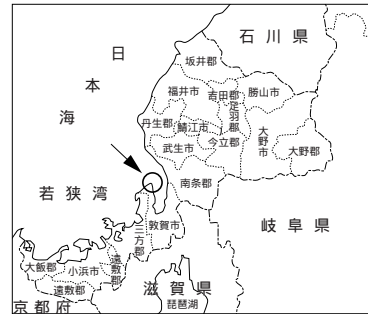 石川県
日本海
坂井郡
福井市
吉田郡
足羽郡
勝山市
丹生郡
鯖江市
今立郡
大野市
大野郡
武生市
若狭湾
南条郡
岐阜県
敦賀市
三方郡
大飯郡
小浜市
遠敷郡
遠敷郡
滋賀県
琵琶湖
京都府